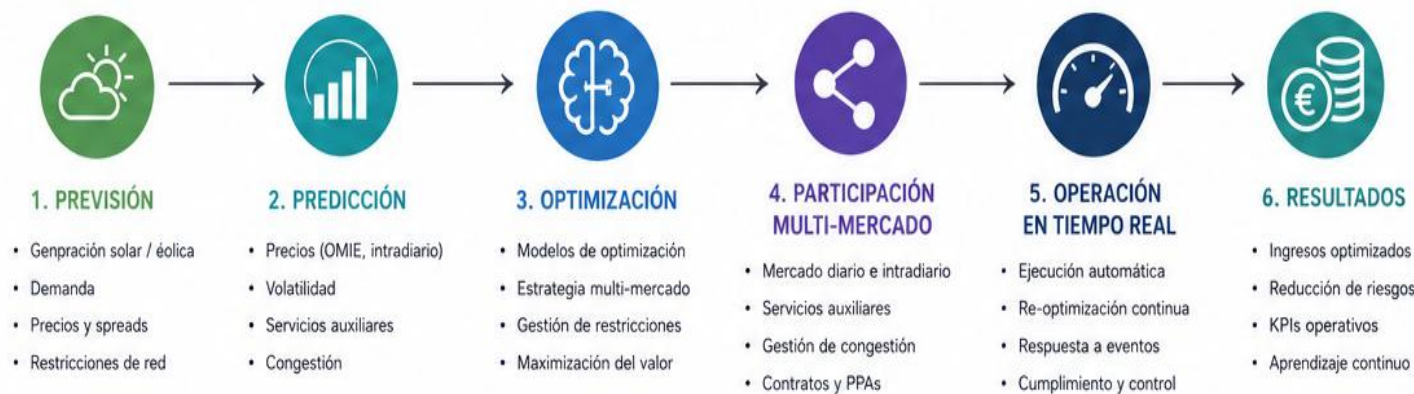 1. PREVISIÓN
• Genpración solar / éolica
• Demanda
• Precios y spreads
• Restricciones de red
2. PREDICCIÓN
• Precios (OMIE, intradiario)
• Volatilidad
• Servicios auxiliares
• Congestión
3. OPTIMIZACIÓN
• Modelos de optimización
• Estrategia multi-mercado
• Gestión de restricciones
• Maximización del valor
4. PARTICIPACIÓN
MULTI-MERCADO
• Mercado diario e intradiario
• Servicios auxiliares
• Gestión de congestión
• Contratos y PPAs
5. OPERACIÓN
EN TIEMPO REAL
• Ejecución automática
• Re-optimización continua
• Respuesta a eventos
• Cumplimiento y control
€
6. RESULTADOS
• Ingresos optimizados
• Reducción de riesgos
• KPIs operativos
• Aprendizaje continuo